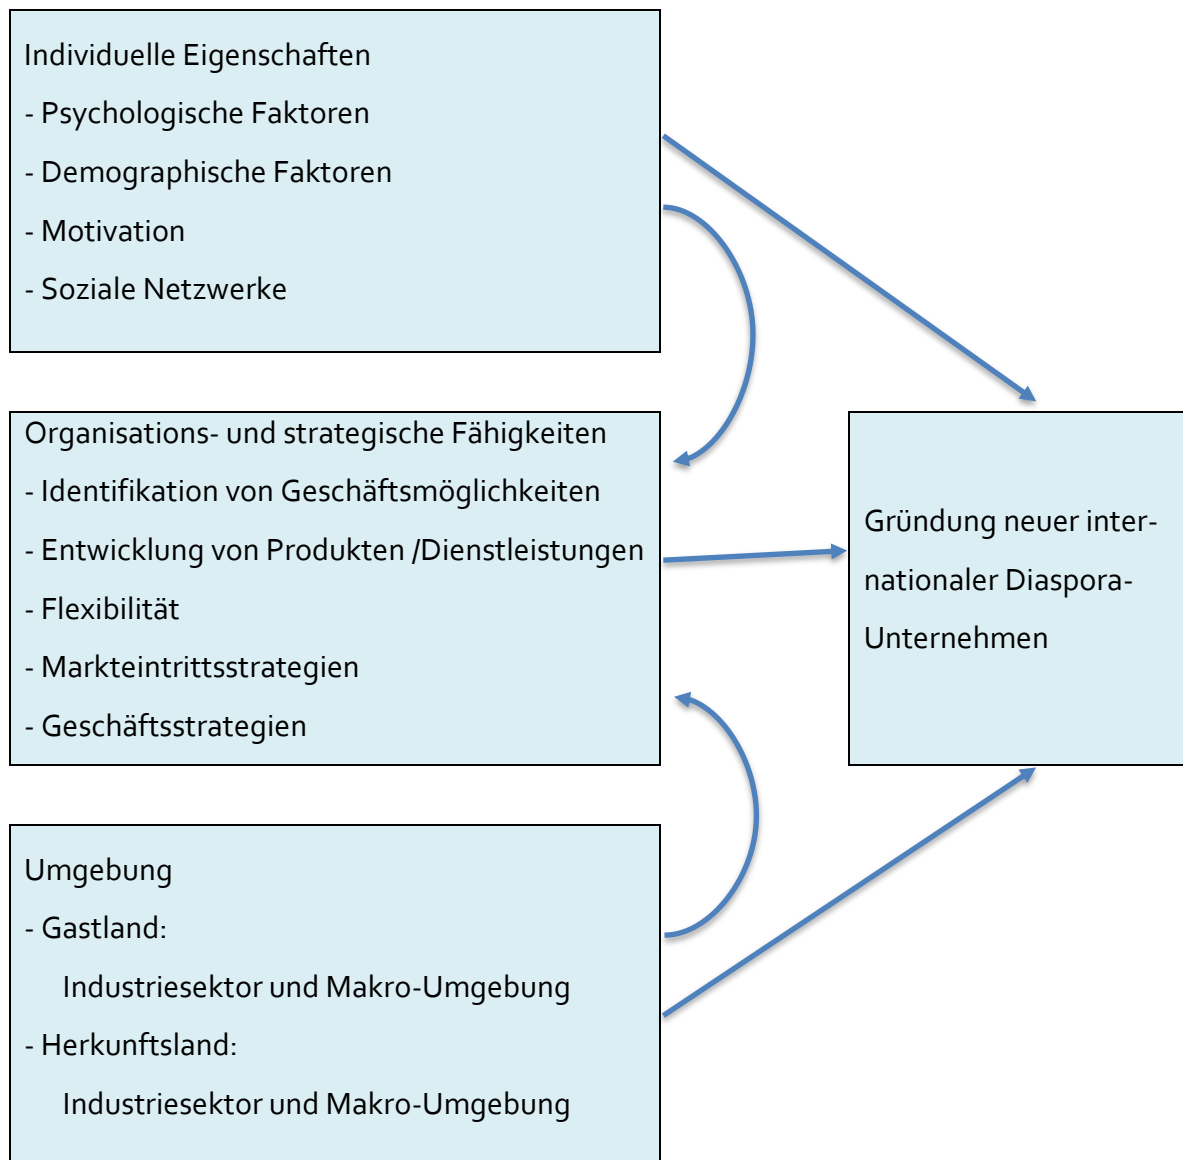 Individuelle Eigenschaften
- Psychologische Faktoren
- Demographische Faktoren
- Motivation
- Soziale Netzwerke
Organisations- und strategische Fähigkeiten
- Identifikation von Geschäftsmöglichkeiten
- Entwicklung von Produkten /Dienstleistungen
- Flexibilität
- Markteintrittsstrategien
- Geschäftsstrategien
Gründung neuer inter-
nationaler Diaspora-
Unternehmen
Umgebung
- Gastland:
Industriesektor und Makro-Umgebung
- Herkunftsland:
Industriesektor und Makro-Umgebung